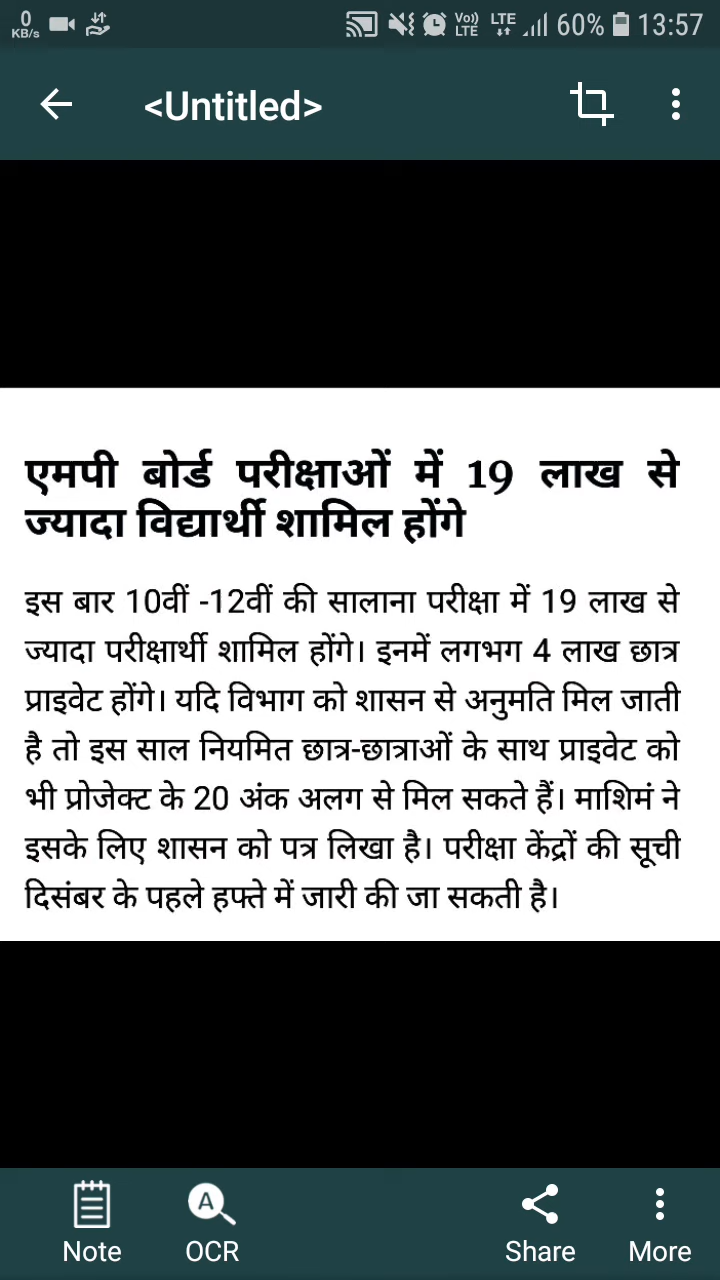 0 KB/s Vo)) LTE LTE 60% 13:57
<Untitled>
एमपी बोर्ड परीक्षाओं में 19 लाख से
ज्यादा विद्यार्थी शामिल होंगे
इस बार 10वीं -12वीं की सालाना परीक्षा में 19 लाख से
ज्यादा परीक्षार्थी शामिल होंगे। इनमें लगभग 4 लाख छात्र
प्राइवेट होंगे। यदि विभाग को शासन से अनुमति मिल जाती
है तो इस साल नियमित छात्र-छात्राओं के साथ प्राइवेट को
भी प्रोजेक्ट के 20 अंक अलग से मिल सकते हैं। माशिमं ने
इसके लिए शासन को पत्र लिखा है। परीक्षा केंद्रों की सूची
दिसंबर के पहले हफ्ते में जारी की जा सकती है।
A
Note OCR Share More